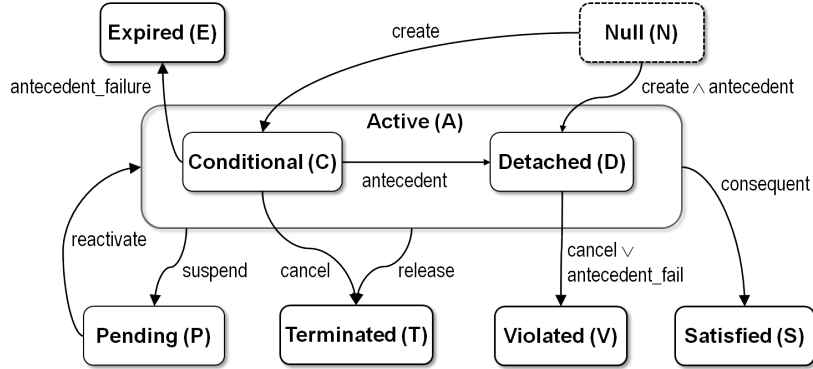 Expired (E)
create
Null (N)
antecedent_failure
create ∧ antecedent
Active (A)
Conditional (C)
antecedent
Detached (D)
consequent
reactivate
suspend
cancel
release
cancel ∨
antecedent_fail
Pending (P)
Terminated (T)
Violated (V)
Satisfied (S)